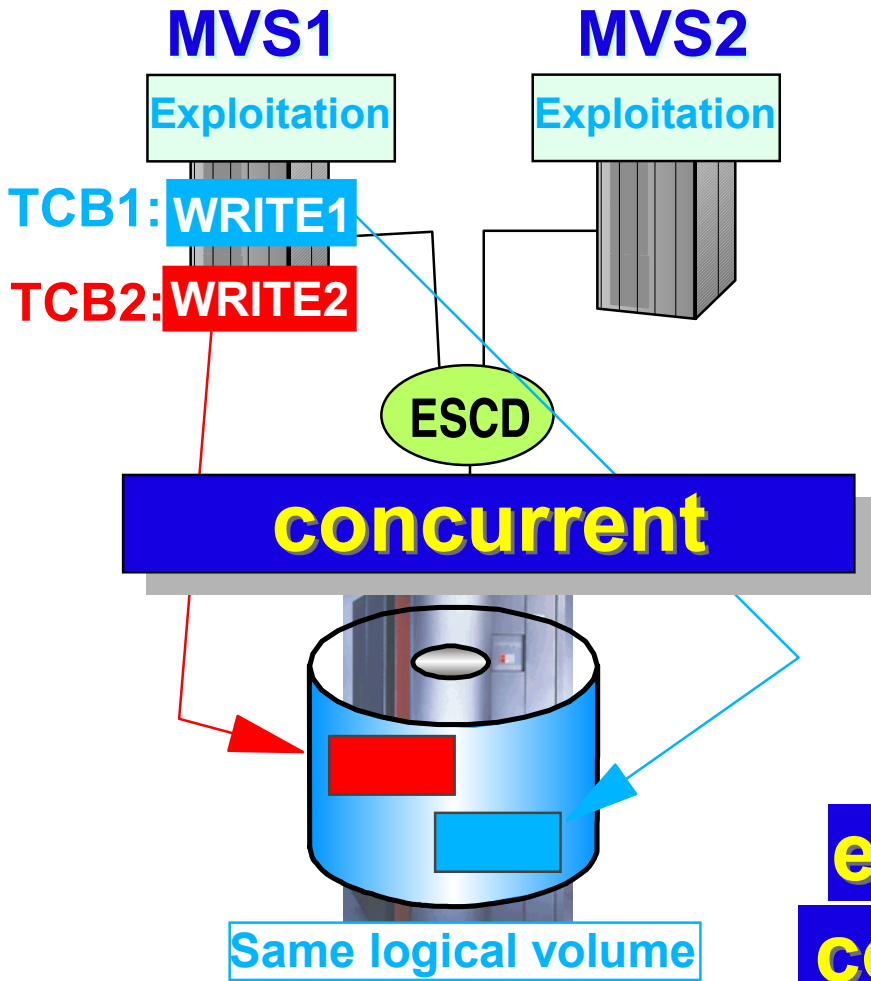 MVS1 MVS2
Exploitation Exploitation
TCB1: WRITE1
TCB2: WRITE2
ESCD
concurrent
Same logical volume